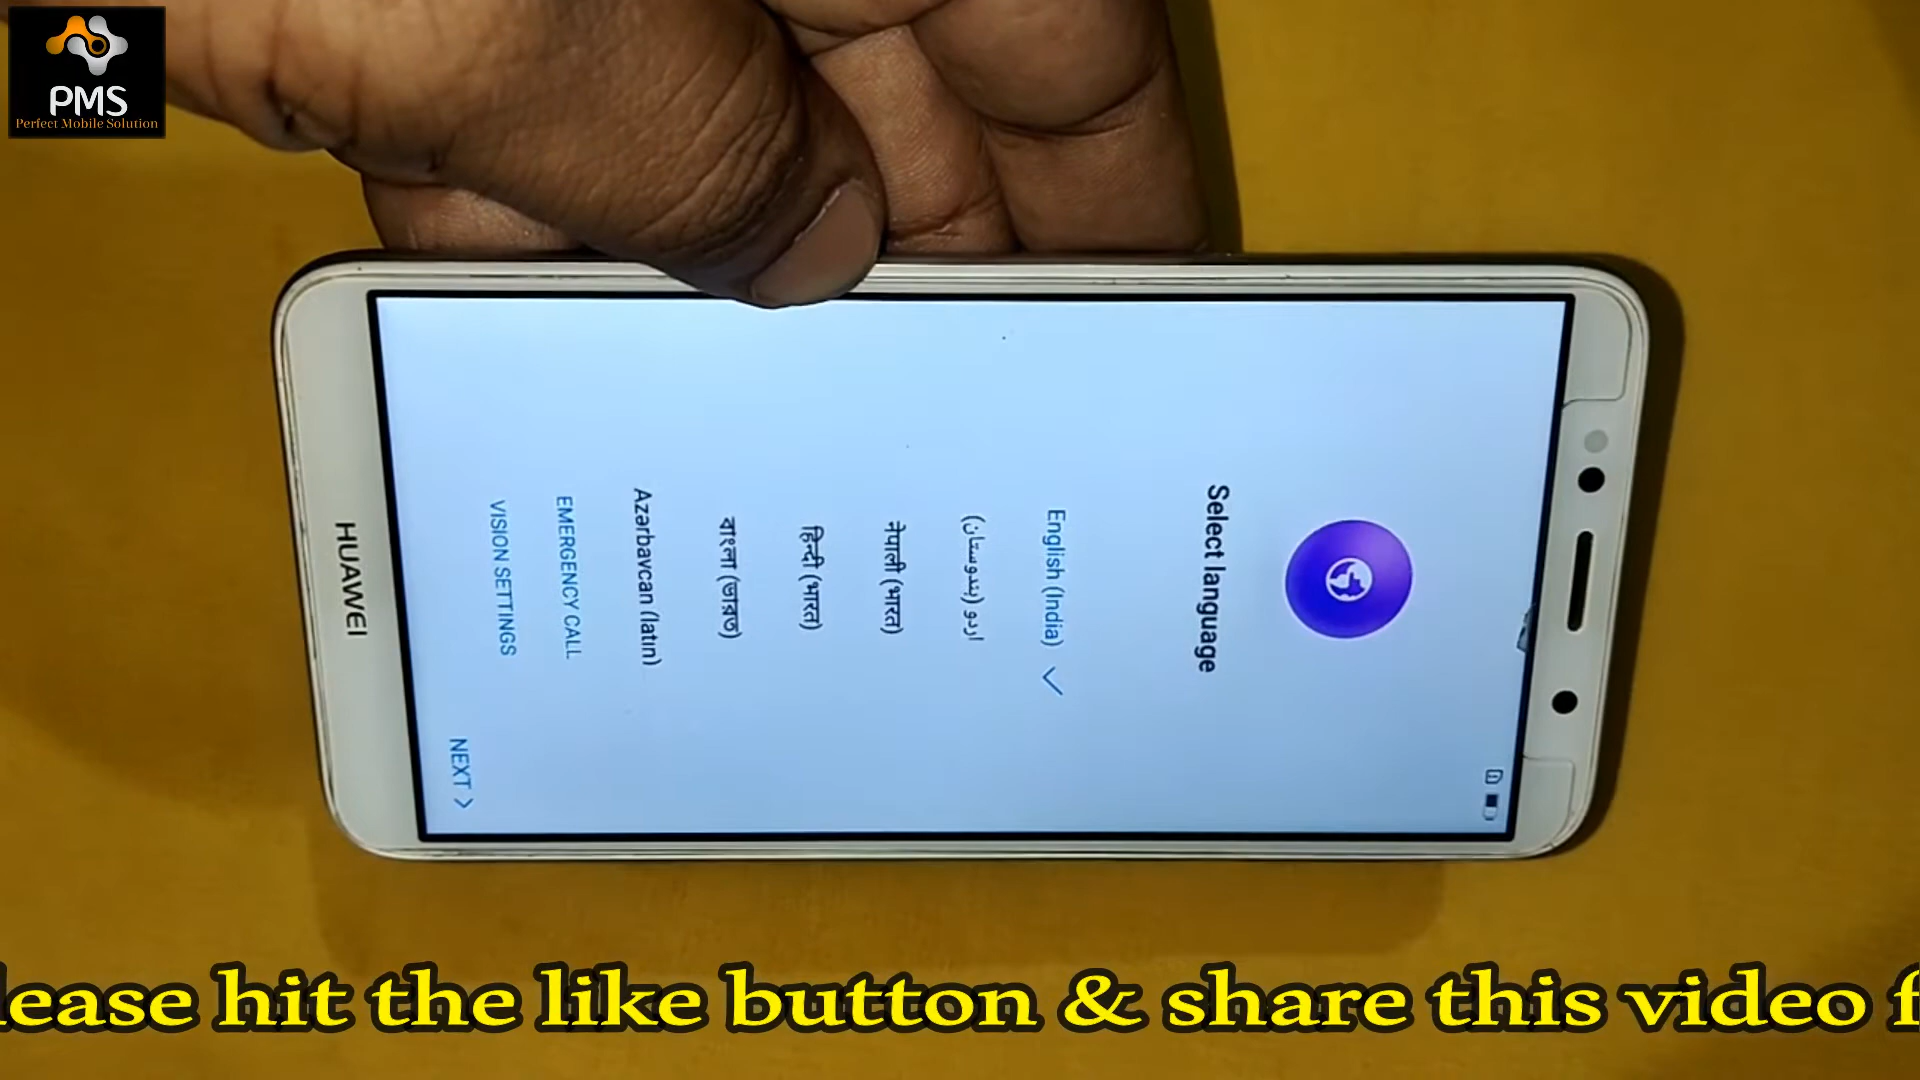 PMS
Perfect Mobile Solution
Select language
English (India)
اردو (ہندوستان)
नेपाली (भारत)
हिन्दी (भारत)
বাংলা (ভারত)
Azərbaycan (latın)
EMERGENCY CALL
VISION SETTINGS
NEXT >
HUAWEI
lease hit the like button & share this video f